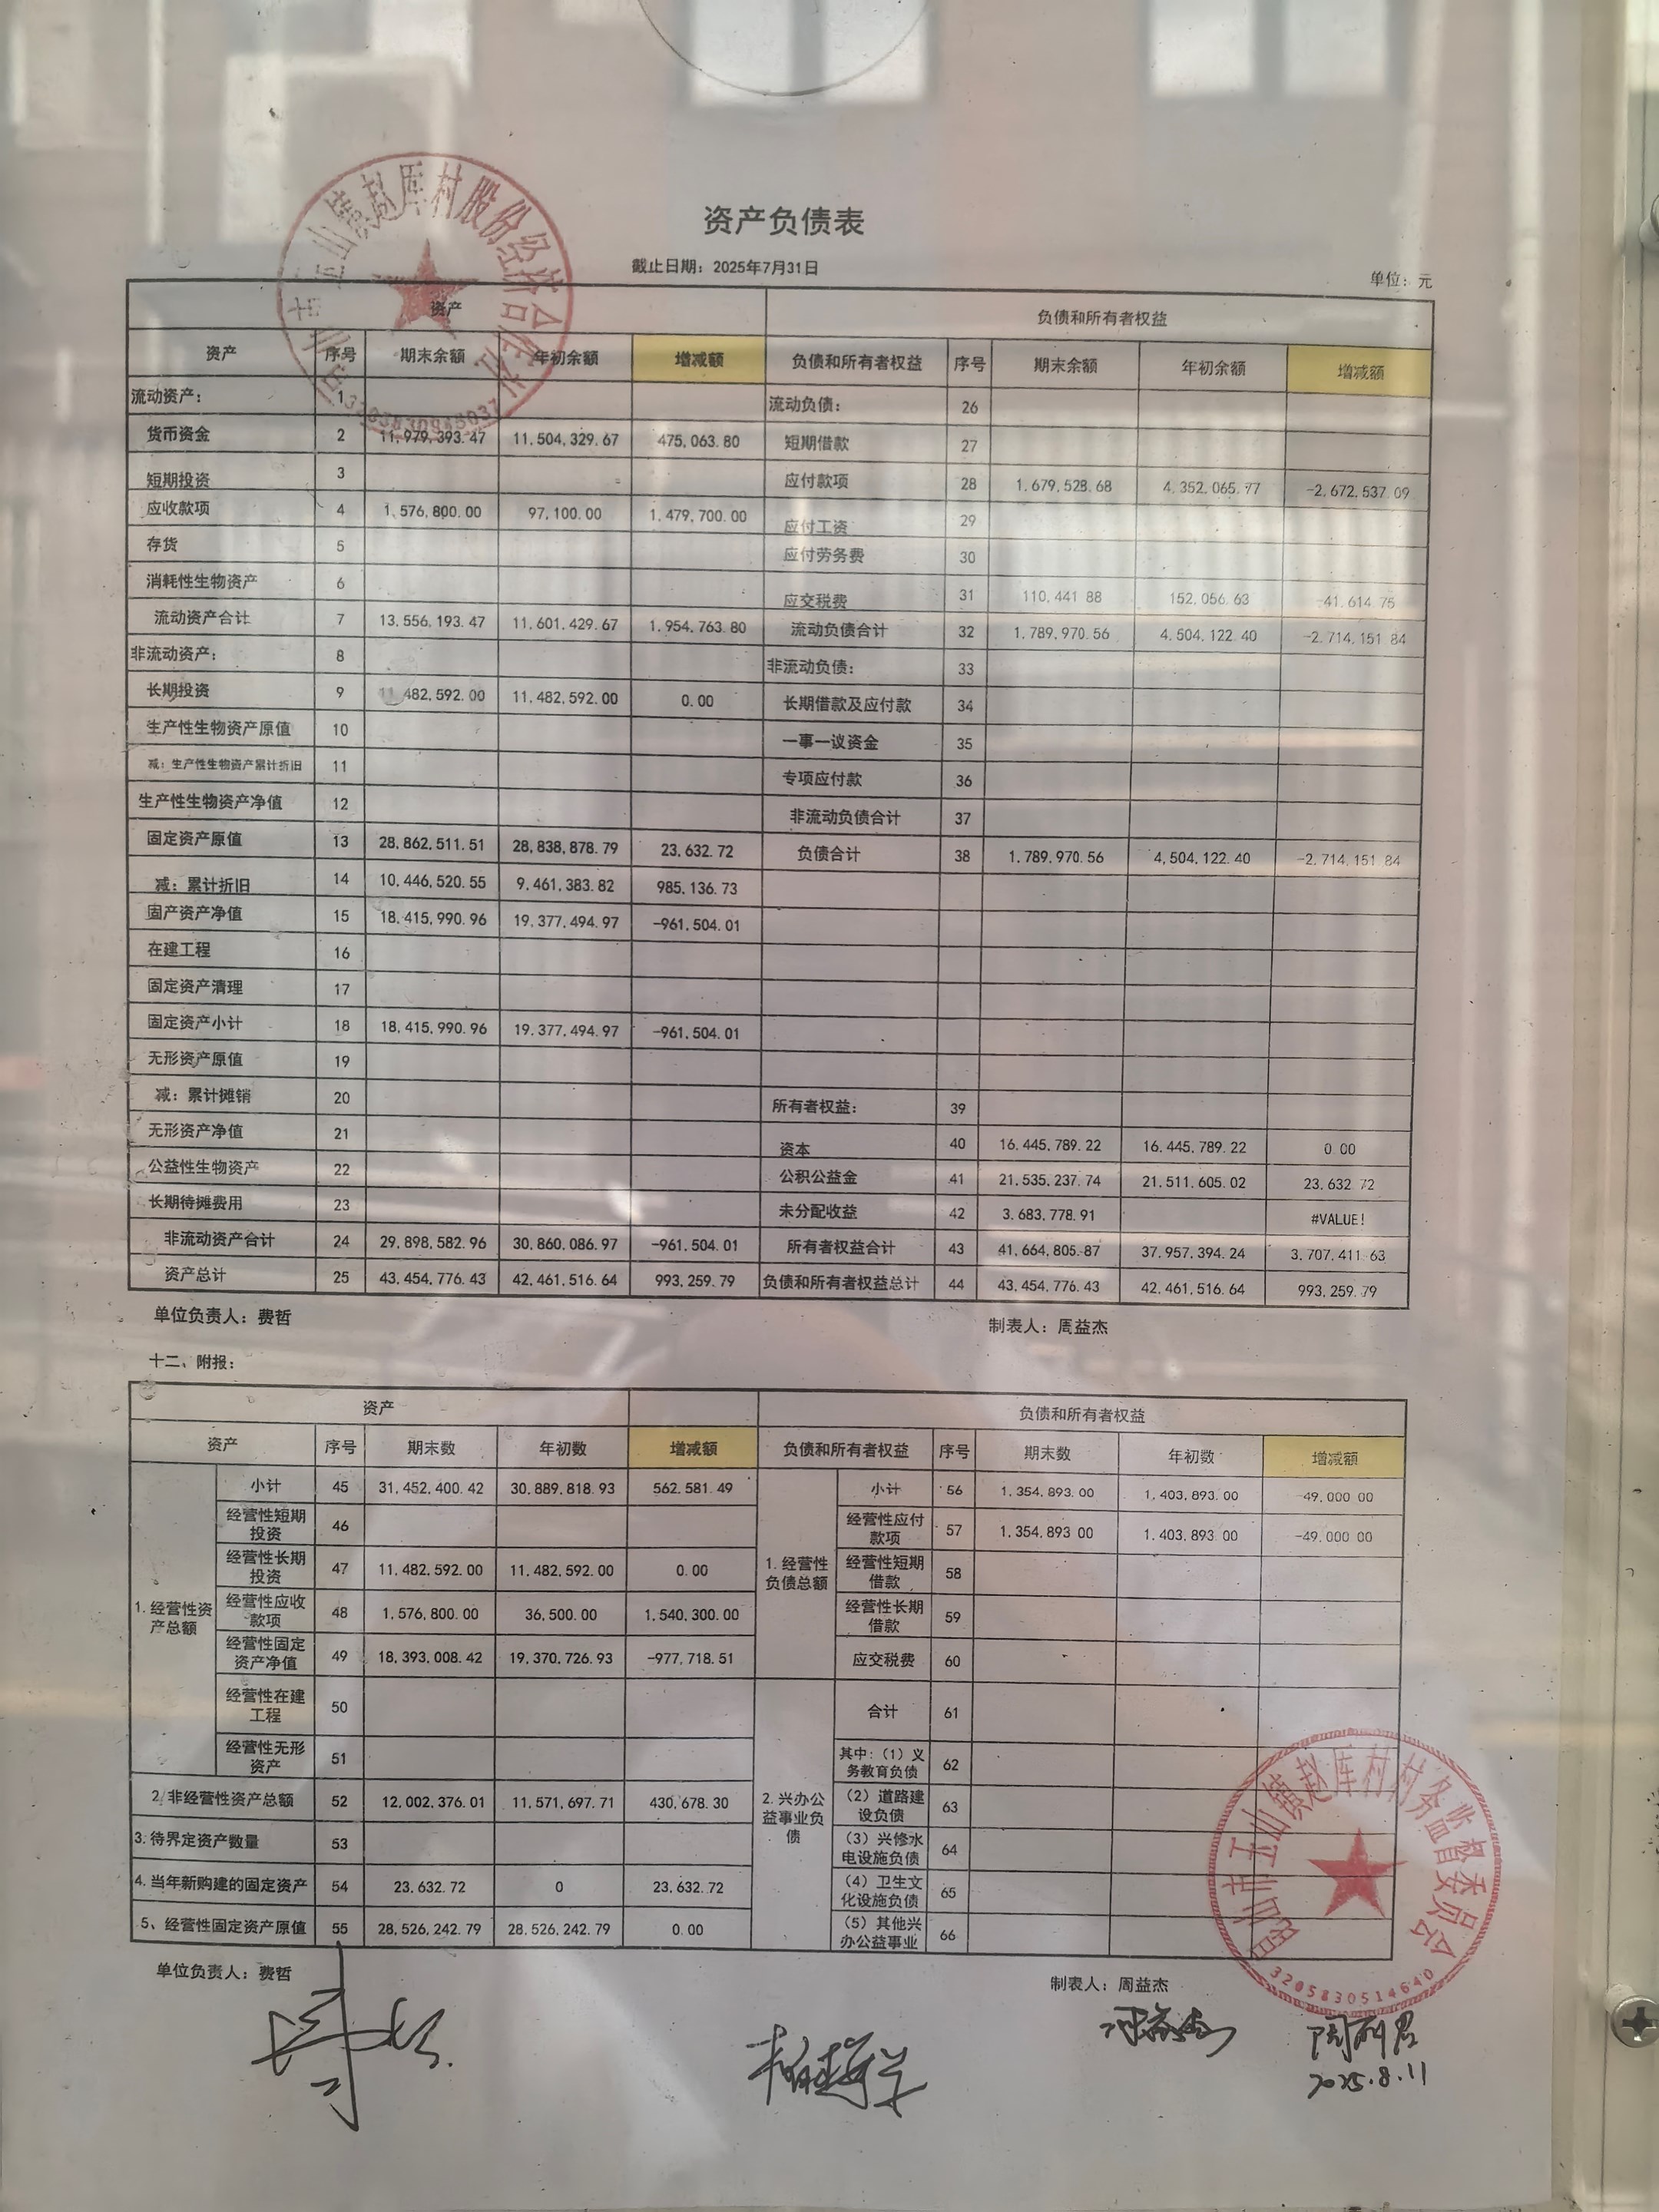 资产负债表
截止日期：2025年7月31日
单位：元
资产 负债和所有者权益
资产 序号 期末余额 年初余额 增减额 负债和所有者权益 序号 期末余额 年初余额 增减额
流动资产： 1 流动负债： 26
货币资金 2 11,979,393.47 11,504,329.67 475,063.80 短期借款 27
短期投资 3 应付款项 28 1,679,528.68 4,352,065.77 -2,672,537.09
应收款项 4 1,576,800.00 97,100.00 1,479,700.00 应付工资 29
存货 5 应付劳务费 30
消耗性生物资产 6 应交税费 31 110,441.88 152,056.63 -41,614.75
流动资产合计 7 13,556,193.47 11,601,429.67 1,954,763.80 流动负债合计 32 1,789,970.56 4,504,122.40 -2,714,151.84
非流动资产： 8 非流动负债： 33
长期投资 9 11,482,592.00 11,482,592.00 0.00 长期借款及应付款 34
生产性生物资产原值 10 一事一议资金 35
减：生产性生物资产累计折旧 11 专项应付款 36
生产性生物资产净值 12 非流动负债合计 37
固定资产原值 13 28,862,511.51 28,838,878.79 23,632.72 负债合计 38 1,789,970.56 4,504,122.40 -2,714,151.84
减：累计折旧 14 10,446,520.55 9,461,383.82 985,136.73
固产资产净值 15 18,415,990.96 19,377,494.97 -961,504.01
在建工程 16
固定资产清理 17
固定资产小计 18 18,415,990.96 19,377,494.97 -961,504.01
无形资产原值 19
减：累计摊销 20 所有者权益： 39
无形资产净值 21 资本 40 16,445,789.22 16,445,789.22 0.00
公益性生物资产 22 公积公益金 41 21,535,237.74 21,511,605.02 23,632.72
长期待摊费用 23 未分配收益 42 3,683,778.91 #VALUE!
非流动资产合计 24 29,898,582.96 30,860,086.97 -961,504.01 所有者权益合计 43 41,664,805.87 37,957,394.24 3,707,411.63
资产总计 25 43,454,776.43 42,461,516.64 993,259.79 负债和所有者权益总计 44 43,454,776.43 42,461,516.64 993,259.79
单位负责人：费哲 制表人：周益杰
十二、附报：
资产 负债和所有者权益
资产 序号 期末数 年初数 增减额 负债和所有者权益 序号 期末数 年初数 增减额
1.经营性资产总额 小计 45 31,452,400.42 30,889,818.93 562,581.49 1.经营性负债总额 小计 56 1,354,893.00 1,403,893.00 -49,000.00
经营性短期投资 46 经营性应付款项 57 1,354,893.00 1,403,893.00 -49,000.00
经营性长期投资 47 11,482,592.00 11,482,592.00 0.00 经营性短期借款 58
经营性应收款项 48 1,576,800.00 36,500.00 1,540,300.00 经营性长期借款 59
经营性固定资产净值 49 18,393,008.42 19,370,726.93 -977,718.51 应交税费 60
经营性在建工程 50 2.兴办公益事业负债 合计 61
经营性无形资产 51 其中：（1）义务教育负债 62
2.非经营性资产总额 52 12,002,376.01 11,571,697.71 430,678.30 （2）道路建设负债 63
3.待界定资产数量 53 （3）兴修水电设施负债 64
4.当年新购建的固定资产 54 23,632.72 0 23,632.72 （4）卫生文化设施负债 65
5、经营性固定资产原值 55 28,526,242.79 28,526,242.79 0.00 （5）其他兴办公益事业 66
单位负责人：费哲 制表人：周益杰
昆山市玉山镇赵厍村股份经济合作社
昆山市玉山镇赵厍村村务监督委员会
3205830514640
周益杰
2025.8.11